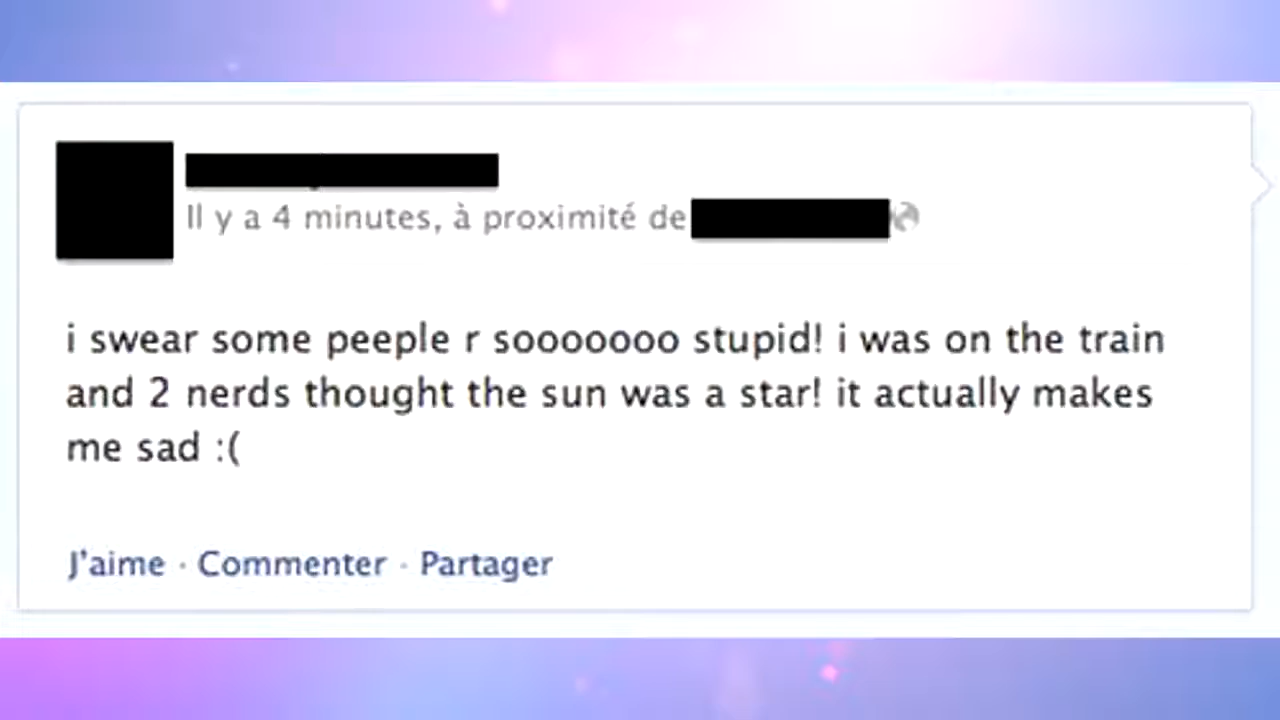 Il y a 4 minutes, à proximité de
i swear some peeple r sooooooo stupid! i was on the train
and 2 nerds thought the sun was a star! it actually makes
me sad :(
J'aime · Commenter · Partager